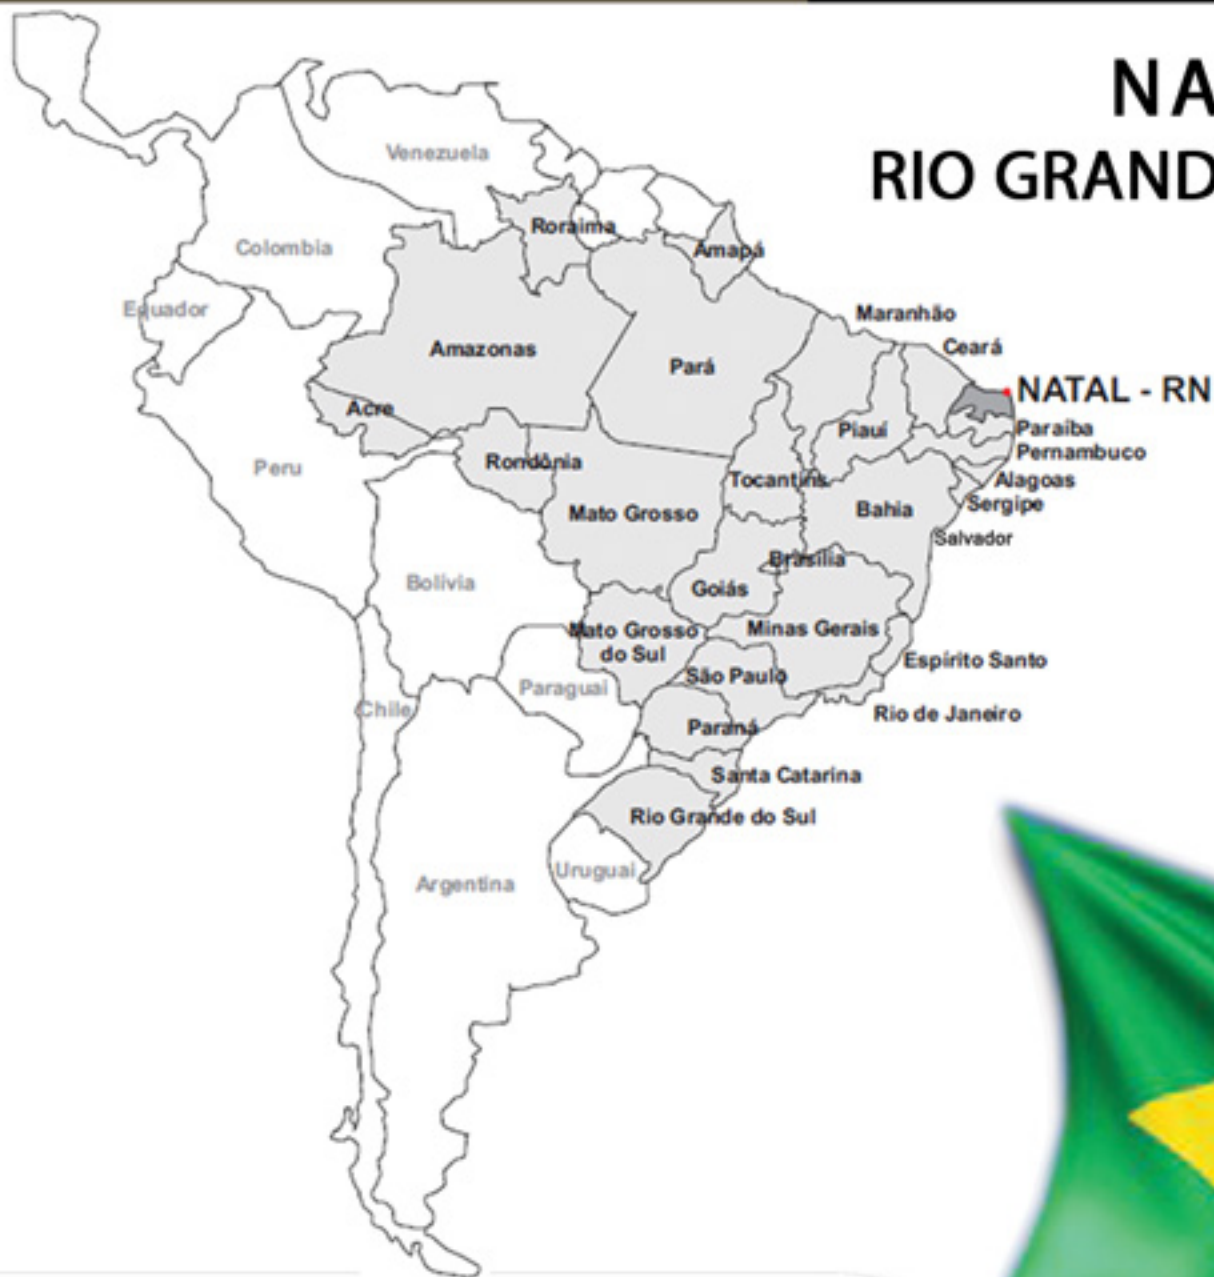 NA
RIO GRAND
Venezuela
Roraima
Colombia
Amapá
Equador
Maranhão
Ceará
Amazonas
Pará
NATAL - RN
Acre
Piauí
Paraíba
Pernambuco
Rondônia
Peru
Tocantins
Alagoas
Sergipe
Mato Grosso
Bahia
Salvador
Brasília
Bolívia
Goiás
Mato Grosso
do Sul
Minas Gerais
Espírito Santo
São Paulo
Paraguai
Chile
Rio de Janeiro
Paraná
Santa Catarina
Rio Grande do Sul
Uruguai
Argentina